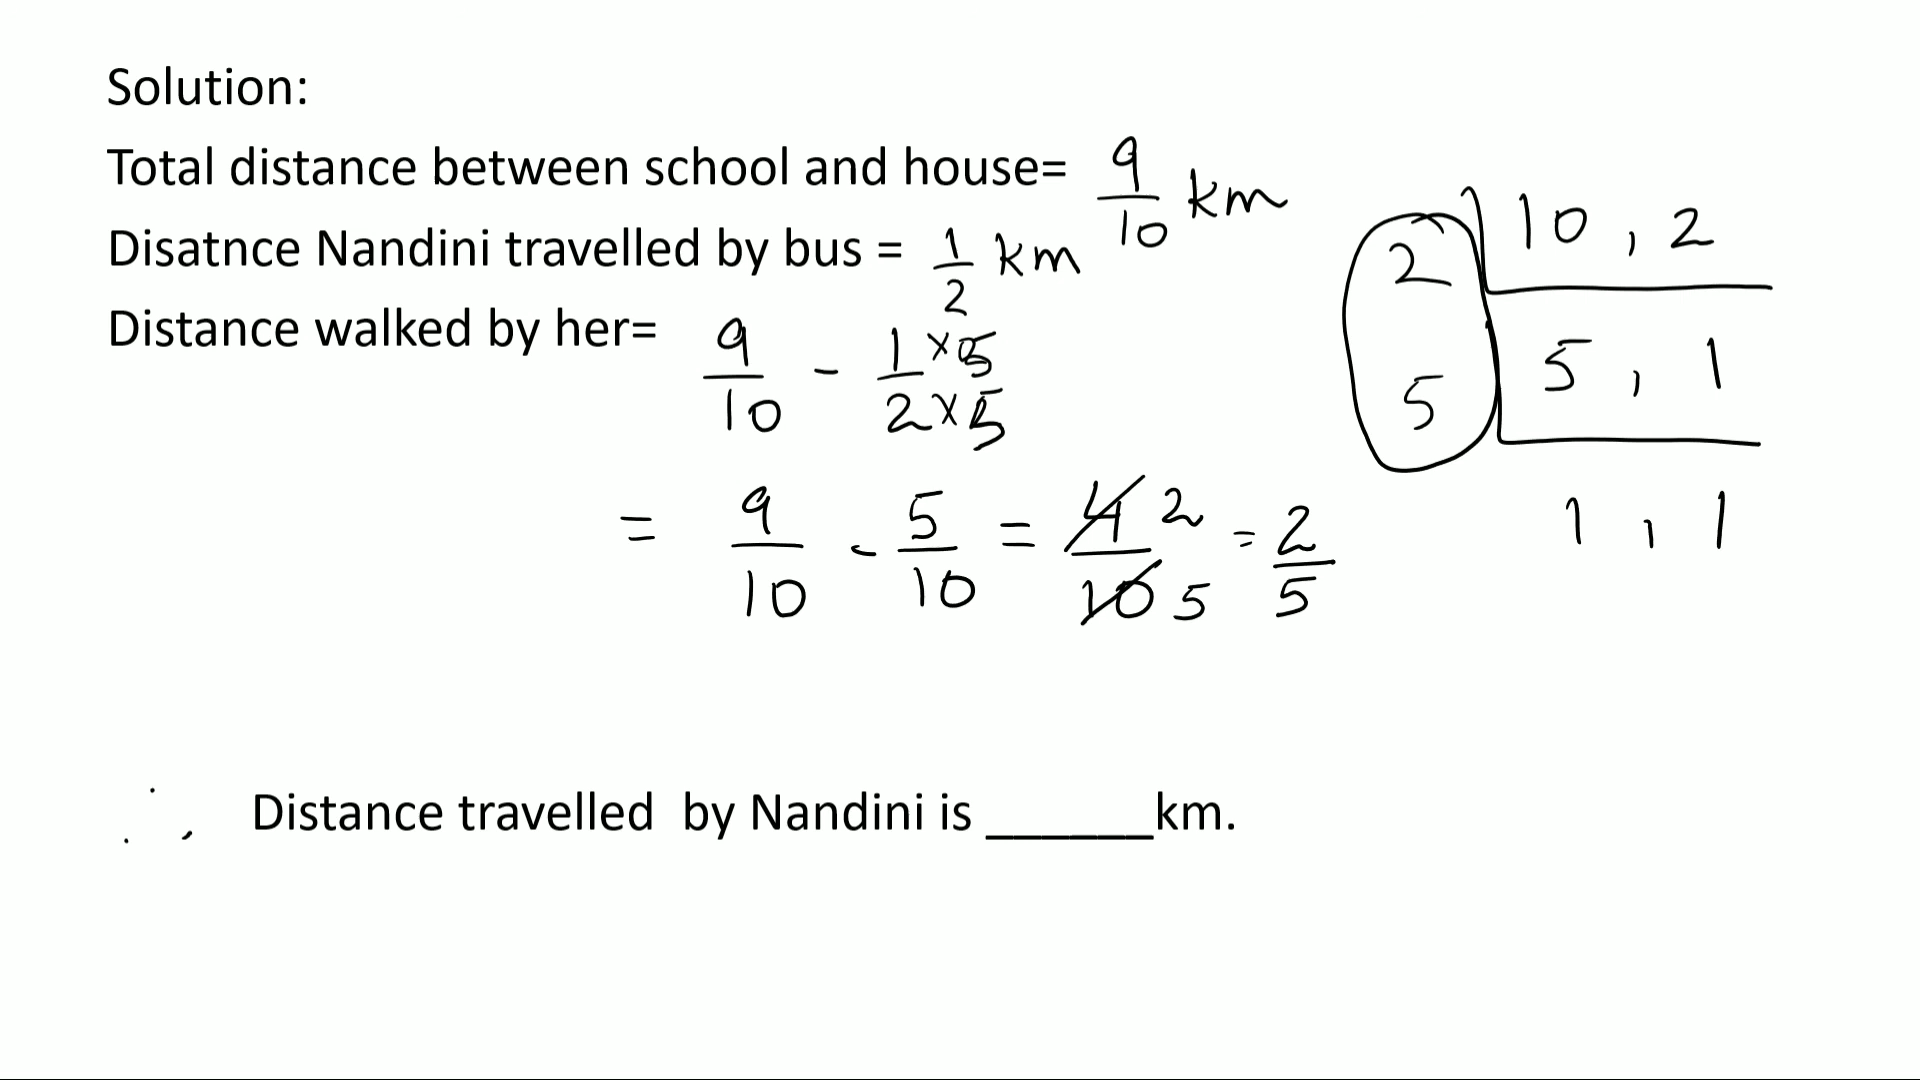 Solution:
Total distance between school and house= 9/10 km
Disatnce Nandini travelled by bus = 1/2 km
Distance walked by her= 9/10 - 1×5/2×5
= 9/10 - 5/10 = 4/10 2/5 = 2/5
2 10 , 2
5 5 , 1
1 , 1
Distance travelled by Nandini is ______km.